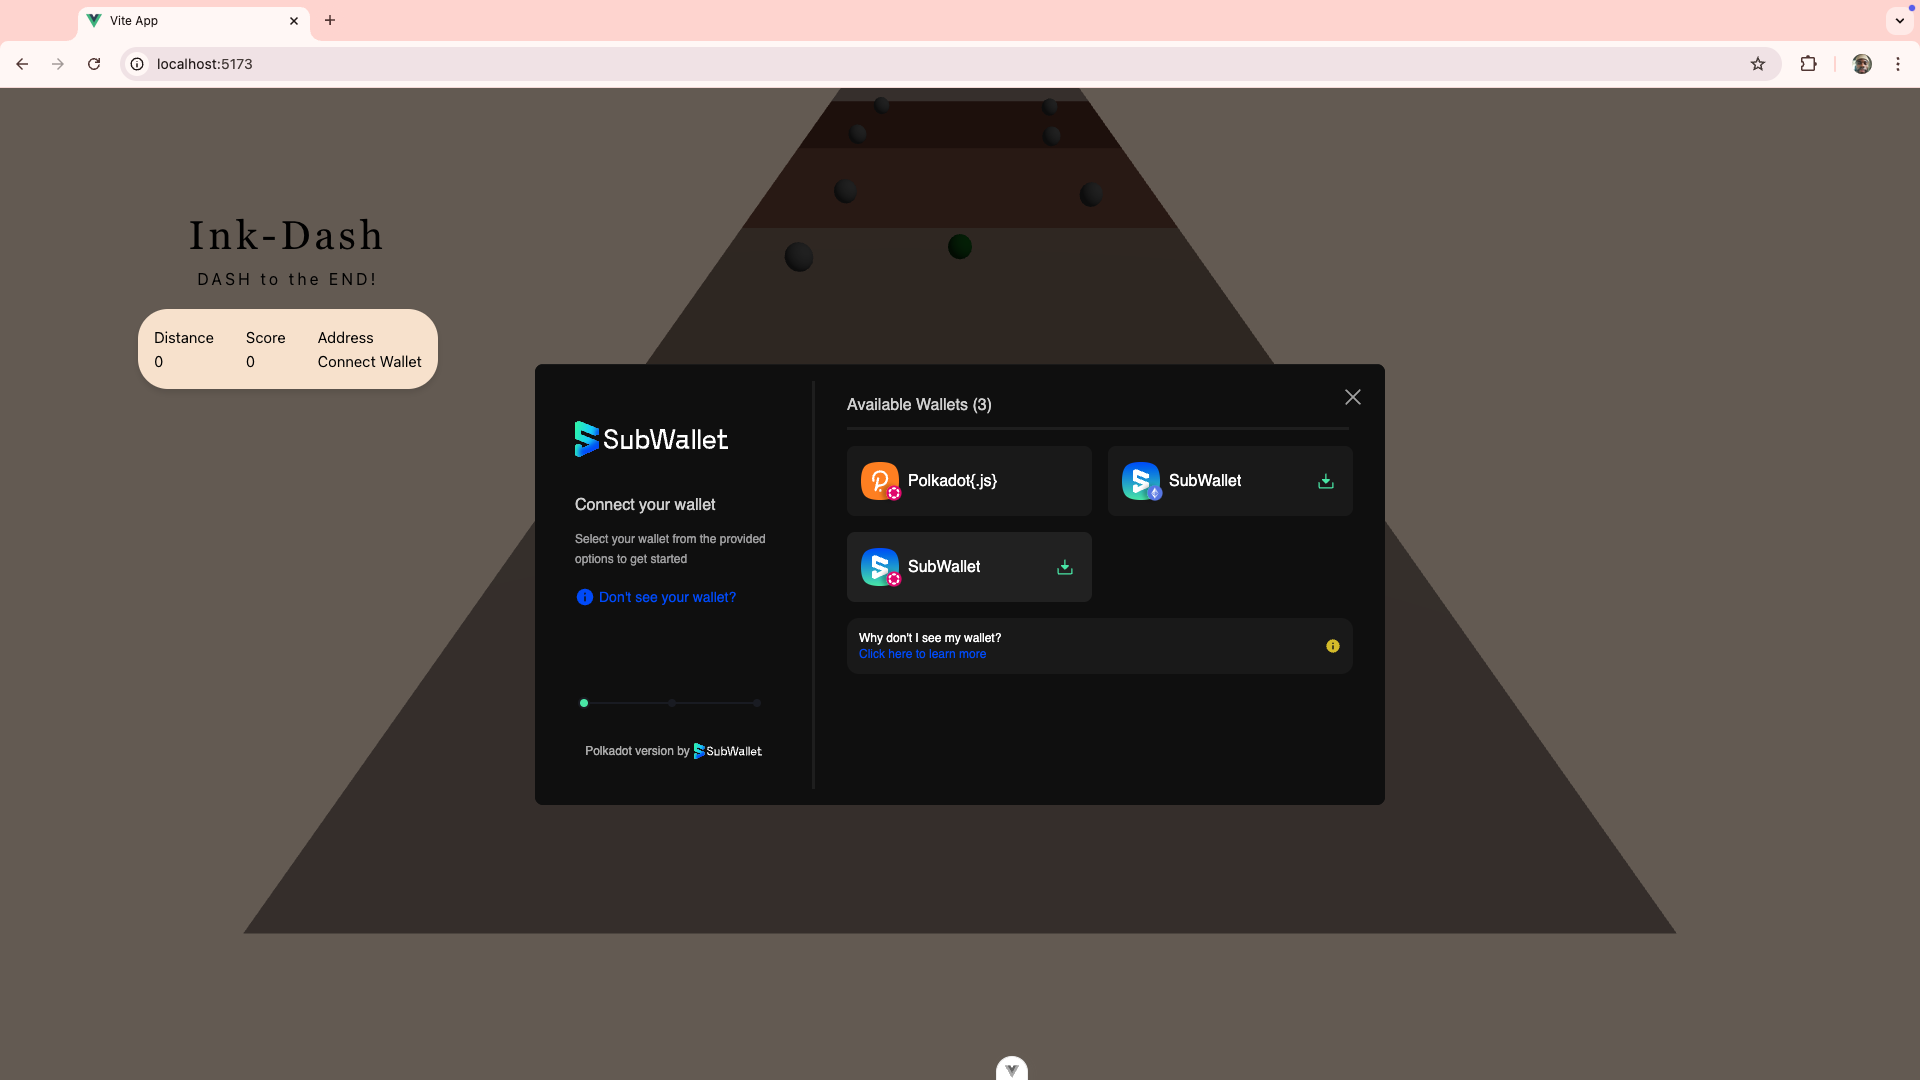 Vite App
localhost:5173
Ink-Dash
DASH to the END!
Distance Score Address
0 0 Connect Wallet
SubWallet
Connect your wallet
Select your wallet from the provided
options to get started
Don't see your wallet?
Polkadot version by SubWallet
Available Wallets (3)
Polkadot{.js}
SubWallet
SubWallet
Why don't I see my wallet?
Click here to learn more